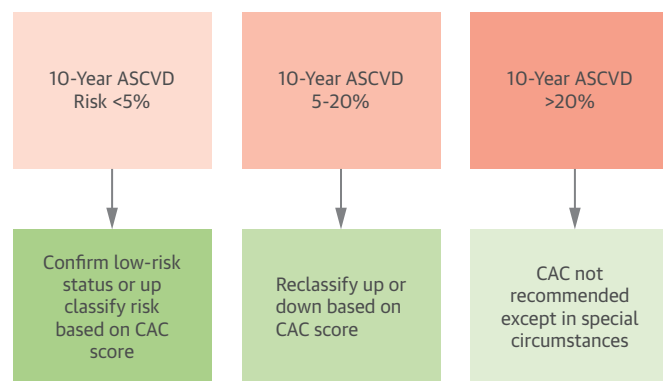 10-Year ASCVD
Risk <5%
10-Year ASCVD
5-20%
10-Year ASCVD
>20%
Confirm low-risk
status or up
classify risk
based on CAC
score
Reclassify up or
down based on
CAC score
CAC not
recommended
except in special
circumstances